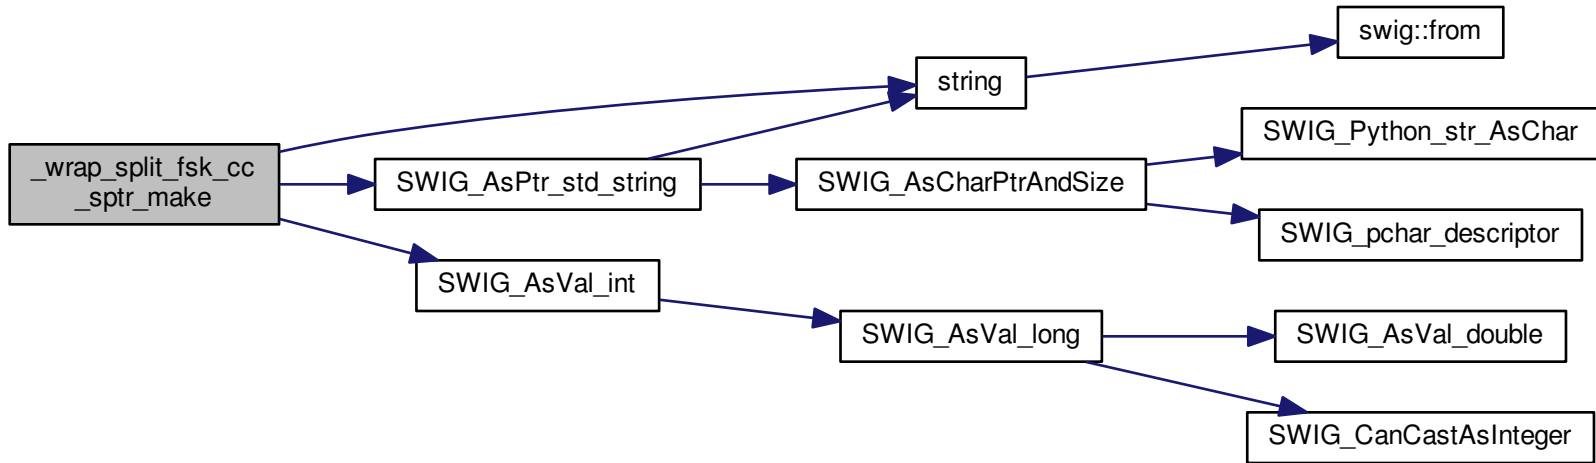 swig::from
string
SWIG_Python_str_AsChar
_wrap_split_fsk_cc
_sptr_make
SWIG_AsPtr_std_string
SWIG_AsCharPtrAndSize
SWIG_pchar_descriptor
SWIG_AsVal_int
SWIG_AsVal_long
SWIG_AsVal_double
SWIG_CanCastAsInteger